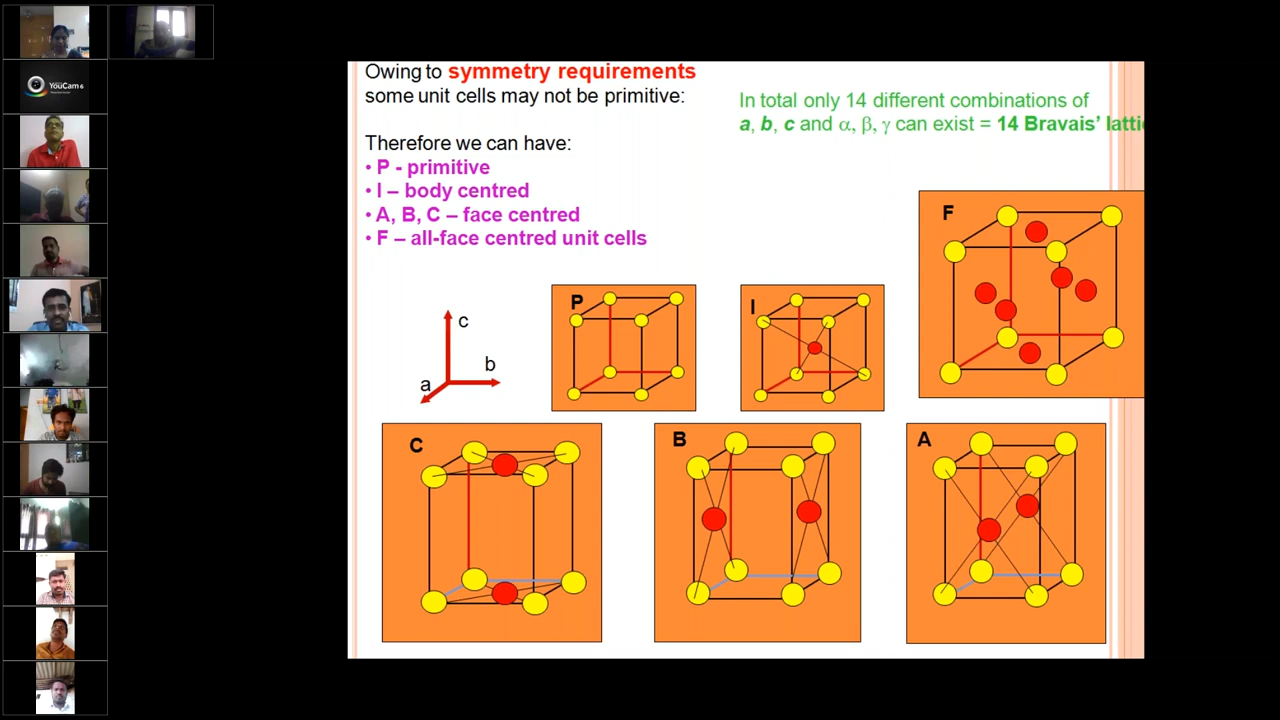 YouCam 6
Owing to symmetry requirements
some unit cells may not be primitive:
In total only 14 different combinations of
a, b, c and α, β, γ can exist = 14 Bravais' latti
Therefore we can have:
• P - primitive
• I – body centred
• A, B, C – face centred
• F – all-face centred unit cells
F
P
I
c
b
a
C
B
A